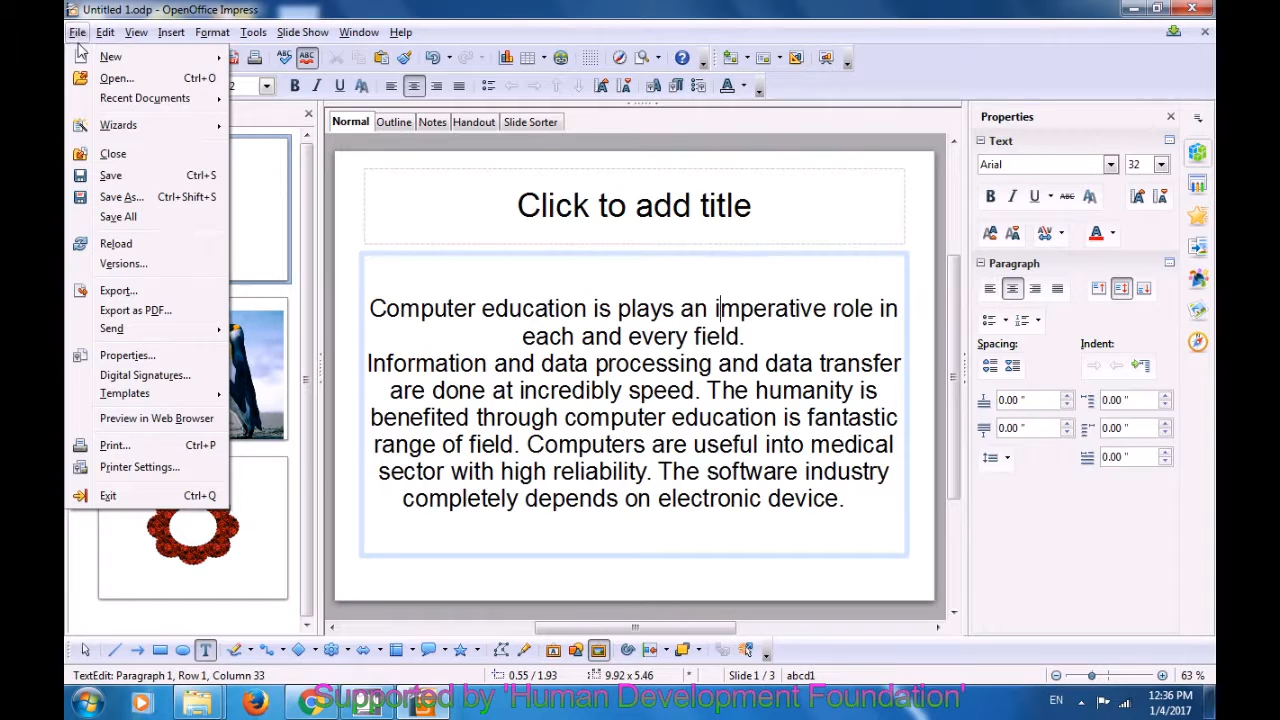 Untitled 1.odp - OpenOffice Impress
File Edit View Insert Format Tools Slide Show Window Help
New
Open... Ctrl+O
Recent Documents
Wizards
Close
Save Ctrl+S
Save As... Ctrl+Shift+S
Save All
Reload
Versions...
Export...
Export as PDF...
Send
Properties...
Digital Signatures...
Templates
Preview in Web Browser
Print... Ctrl+P
Printer Settings...
Exit Ctrl+Q
Normal Outline Notes Handout Slide Sorter
Click to add title
Computer education is plays an imperative role in
each and every field.
Information and data processing and data transfer
are done at incredibly speed. The humanity is
benefited through computer education is fantastic
range of field. Computers are useful into medical
sector with high reliability. The software industry
completely depends on electronic device.
Properties
Text
Arial 32
Paragraph
Spacing: Indent:
0.00 " 0.00 "
0.00 " 0.00 "
0.00 "
TextEdit: Paragraph 1, Row 1, Column 33 0.55 / 1.93 9.92 x 5.46 * Slide 1 / 3 abcd1 63 %
Supported by 'Human Development Foundation'
EN 12:36 PM
1/4/2017